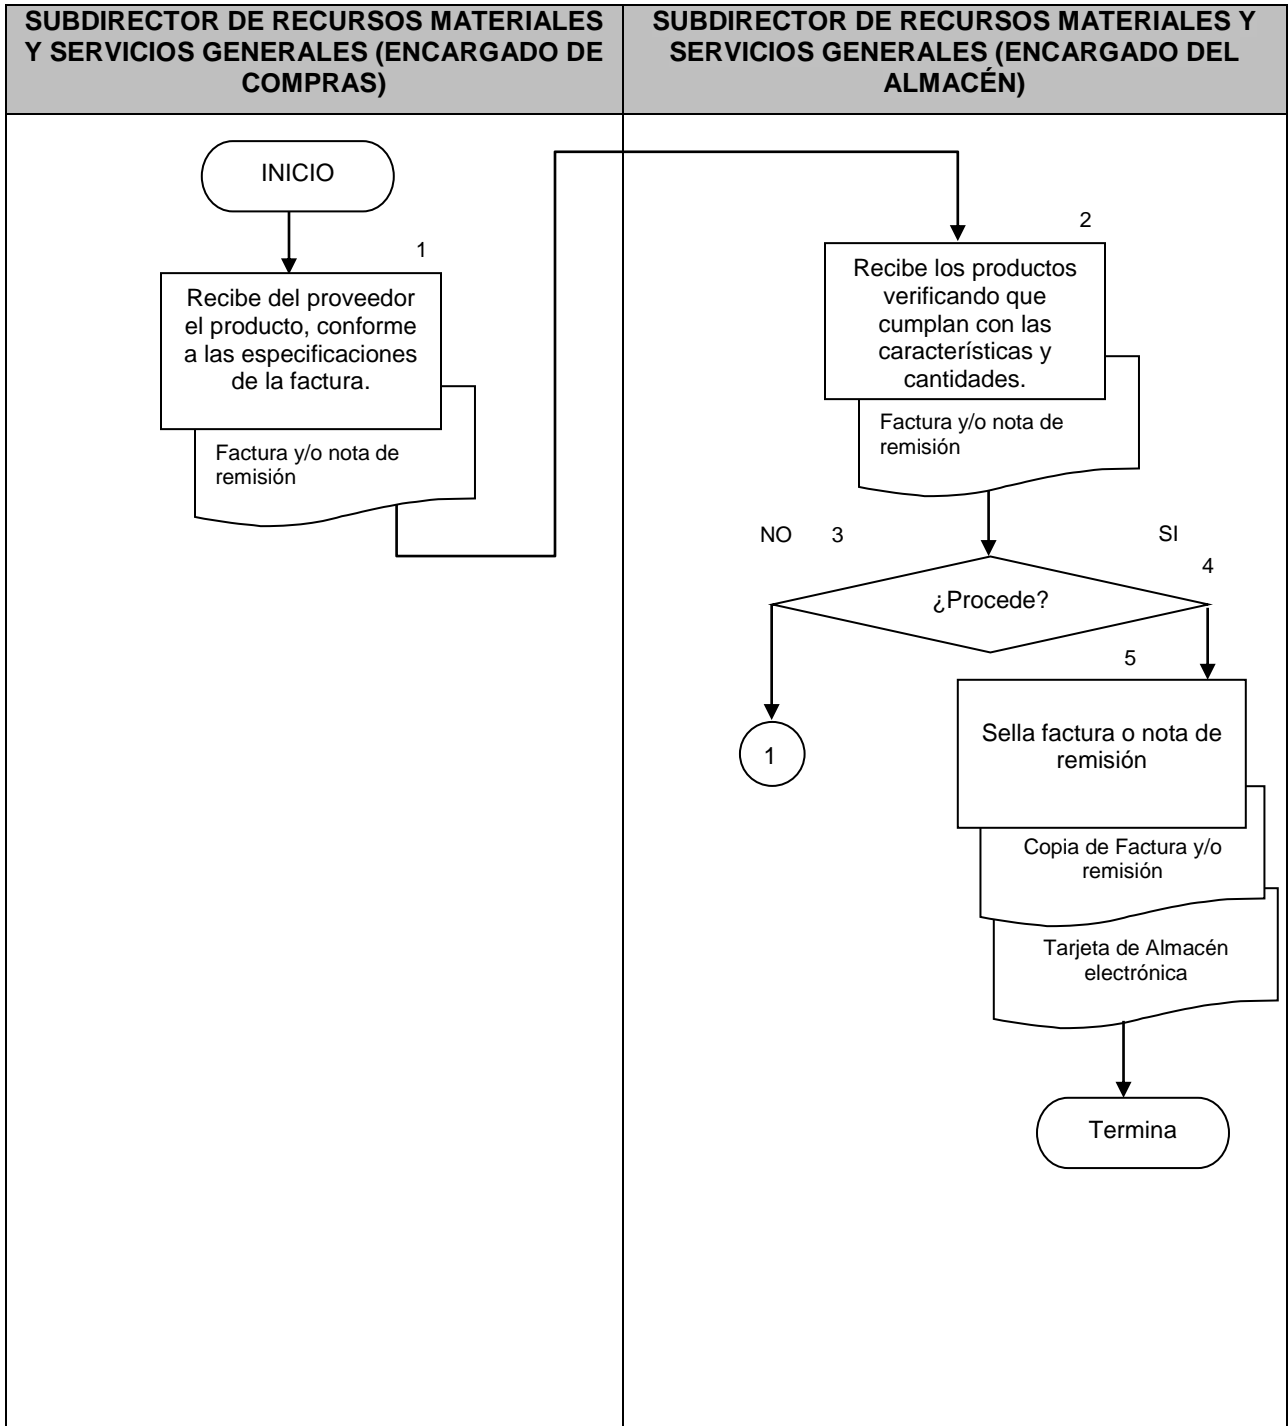 SUBDIRECTOR DE RECURSOS MATERIALES
Y SERVICIOS GENERALES (ENCARGADO DE
COMPRAS)
SUBDIRECTOR DE RECURSOS MATERIALES Y
SERVICIOS GENERALES (ENCARGADO DEL
ALMACÉN)
INICIO
1
Recibe del proveedor
el producto, conforme
a las especificaciones
de la factura.
Factura y/o nota de
remisión
2
Recibe los productos
verificando que
cumplan con las
características y
cantidades.
Factura y/o nota de
remisión
NO
3
SI
4
¿Procede?
1
5
Sella factura o nota de
remisión
Copia de Factura y/o
remisión
Tarjeta de Almacén
electrónica
Termina